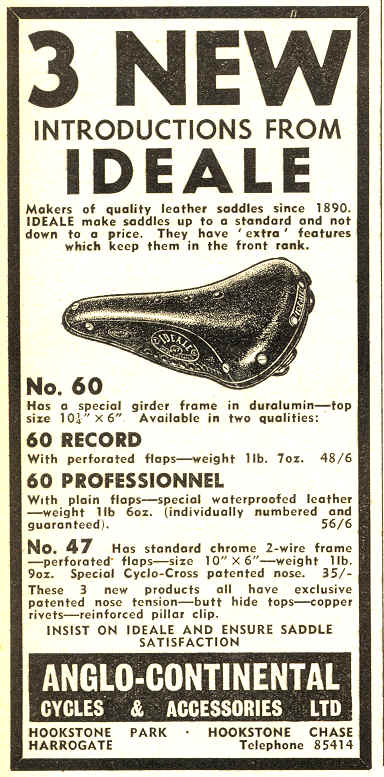 3 NEW
INTRODUCTIONS FROM
IDEALE
Makers of quality leather saddles since 1890.
IDEALE make saddles up to a standard and not
down to a price. They have 'extra' features
which keep them in the front rank.
IDEALE
No. 60
Has a special girder frame in duralumin—top
size 10¼" × 6" Available in two qualities:
60 RECORD
With perforated flaps—weight 1lb. 7oz. 48/6
60 PROFESSIONNEL
With plain flaps—special waterproofed leather
—weight 1lb 6oz. (individually numbered and
guaranteed). 56/6
No. 47 Has standard chrome 2-wire frame
—perforated flaps—size 10" × 6"—weight 1lb.
9oz. Special Cyclo-Cross patented nose. 35/-
These 3 new products all have exclusive
patented nose tension—butt hide tops—copper
rivets—reinforced pillar clip.
INSIST ON IDEALE AND ENSURE SADDLE
SATISFACTION
ANGLO-CONTINENTAL
CYCLES & ACCESSORIES LTD
HOOKSTONE PARK · HOOKSTONE CHASE
HARROGATE Telephone 85414